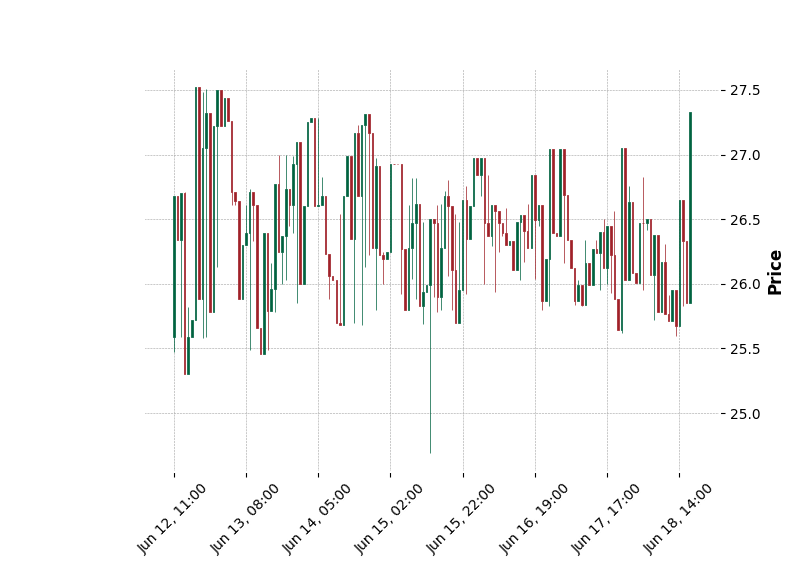 27.5
27.0
26.5
26.0
25.5
25.0
Price
Jun 12, 11:00
Jun 13, 08:00
Jun 14, 05:00
Jun 15, 02:00
Jun 15, 22:00
Jun 16, 19:00
Jun 17, 17:00
Jun 18, 14:00